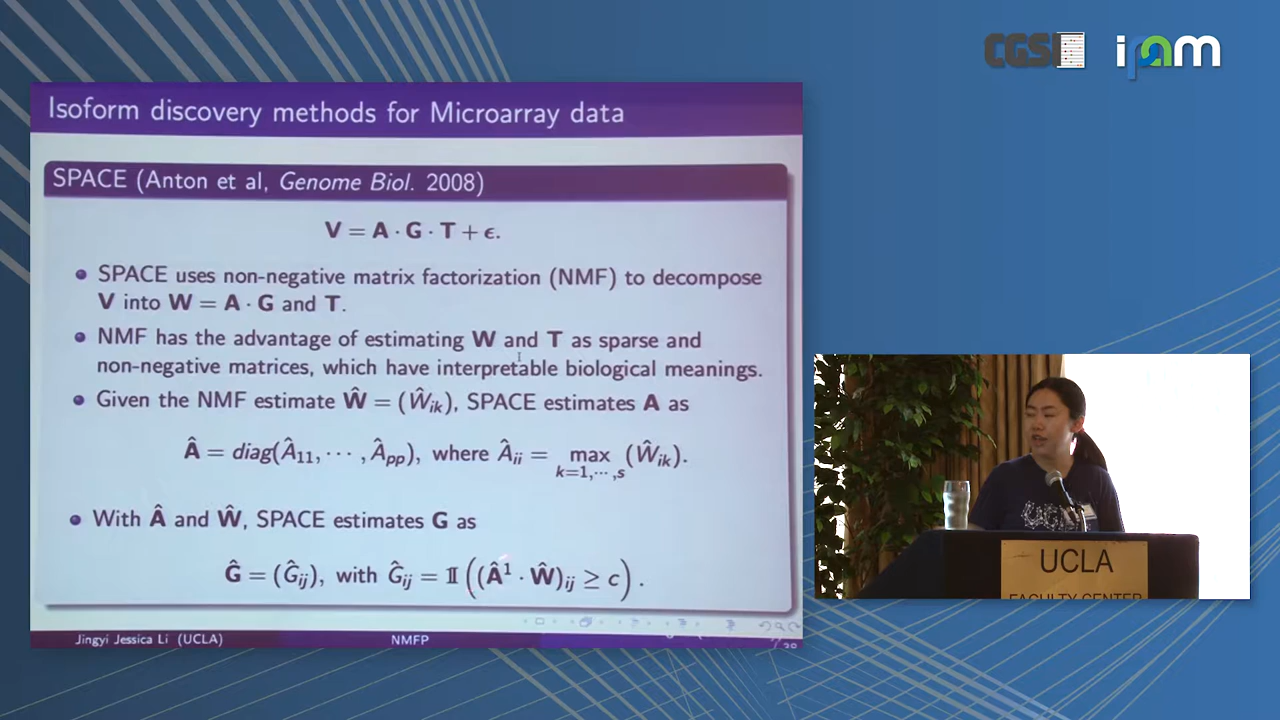 CGSI
ipam
Isoform discovery methods for Microarray data
SPACE (Anton et al, Genome Biol. 2008)
V = A · G · T + ϵ.
SPACE uses non-negative matrix factorization (NMF) to decompose
V into W = A · G and T.
NMF has the advantage of estimating W and T as sparse and
non-negative matrices, which have interpretable biological meanings.
Given the NMF estimate Ŵ = (Ŵik), SPACE estimates A as
Â = diag(Â11, ··· , Âpp), where Âii = max k=1,··· ,s (Ŵik).
With Â and Ŵ, SPACE estimates G as
Ĝ = (Ĝij), with Ĝij = 𝟙((Â¹ · Ŵ)ij ≥ c).
Jingyi Jessica Li (UCLA) NMFP
UCLA
FACULTY CENTER